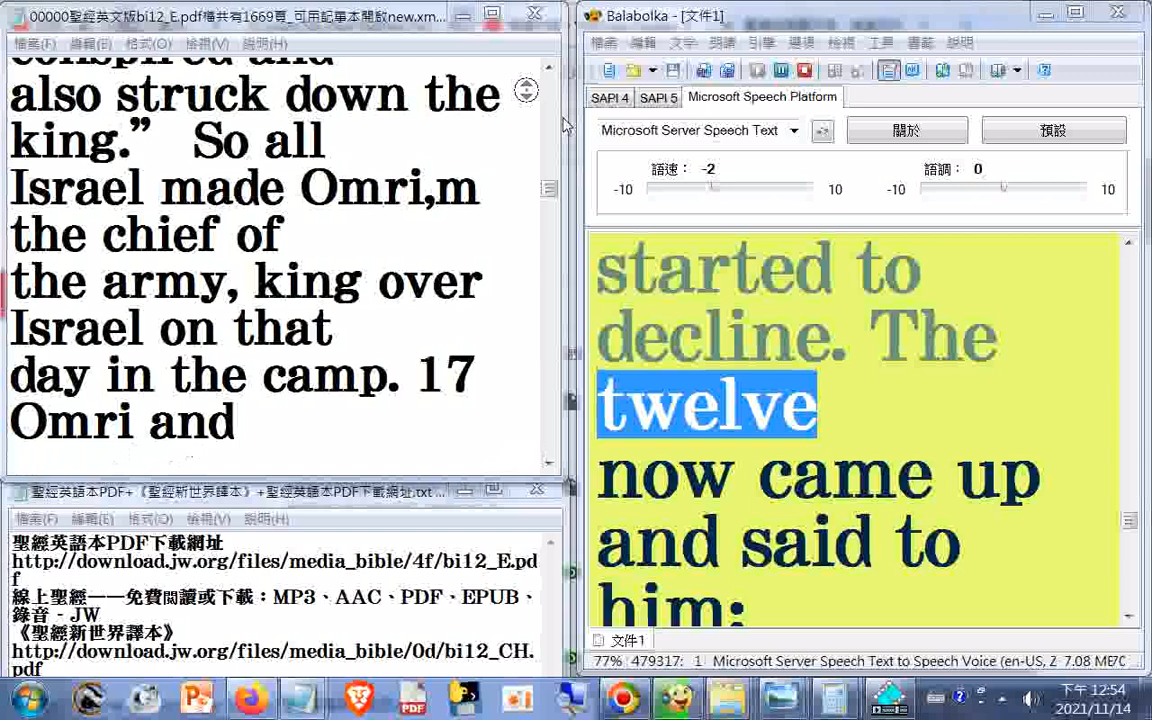 00000聖經英文版bi12_E.pdf檔共有1669頁_可用記事本開啟new.xm...
檔案(F) 編輯(E) 格式(O) 檢視(V) 說明(H)
conspired and
also struck down the
king.” So all
Israel made Omri,m
the chief of
the army, king over
Israel on that
day in the camp. 17
Omri and
聖經英語本PDF+《聖經新世界譯本》+聖經英語本PDF下載網址.txt ...
檔案(F) 編輯(E) 格式(O) 檢視(V) 說明(H)
聖經英語本PDF下載網址
http://download.jw.org/files/media_bible/4f/bi12_E.pd
f
線上聖經——免費閱讀或下載：MP3、AAC、PDF、EPUB、
錄音 - JW
《聖經新世界譯本》
http://download.jw.org/files/media_bible/0d/bi12_CH.
pdf
Balabolka - [文件1]
檔案 編輯 文字 朗讀 引擎 選項 檢視 工具 書籤 說明
SAPI 4 SAPI 5 Microsoft Speech Platform
Microsoft Server Speech Text 關於 預設
語速： -2 語調： 0
-10 10 -10 10
started to
decline. The
twelve
now came up
and said to
him:
文件1
77% 479317: 1 Microsoft Server Speech Text to Speech Voice (en-US, Z 7.08 ME
PDF
下午 12:54
2021/11/14